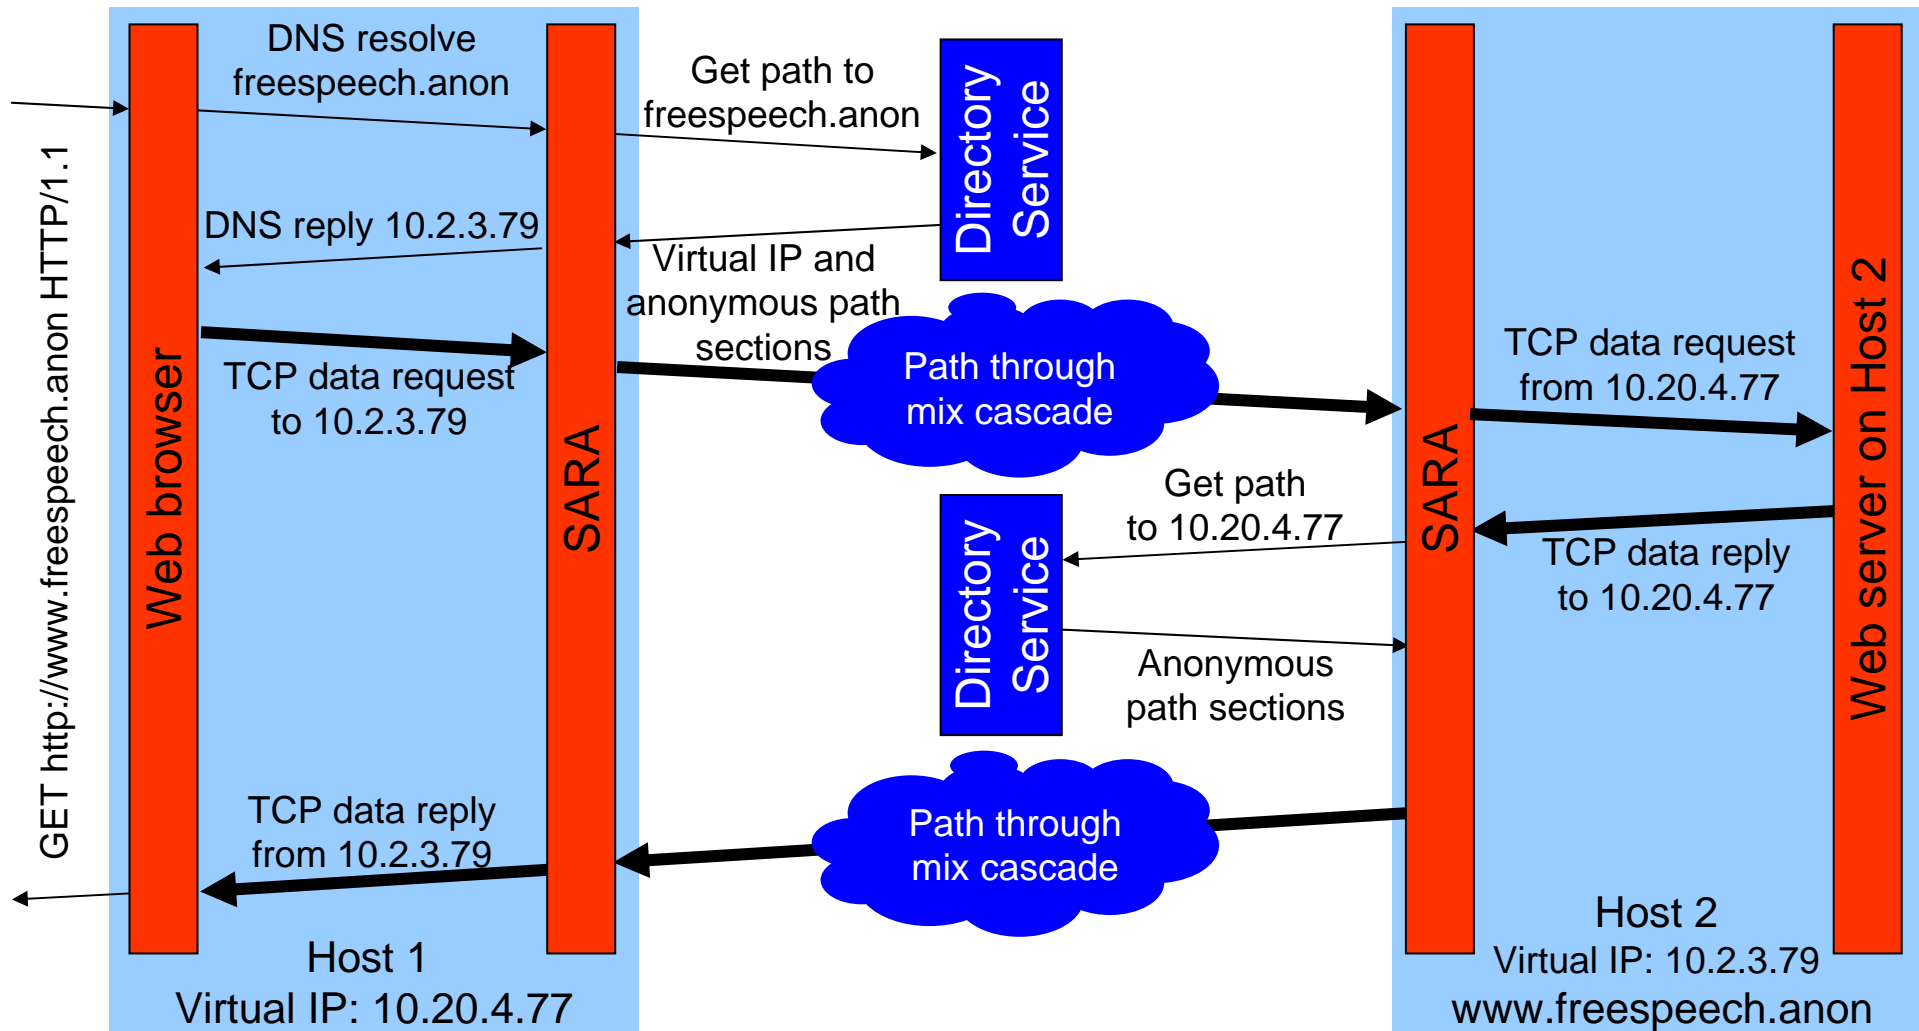 GET http://www.freespeech.anon HTTP/1.1
Web browser
DNS resolve
freespeech.anon
SARA
Get path to
freespeech.anon
Directory
Service
DNS reply 10.2.3.79
Virtual IP and
anonymous path
sections
TCP data request
to 10.2.3.79
Path through
mix cascade
SARA
TCP data request
from 10.20.4.77
Web server on Host 2
TCP data reply
to 10.20.4.77
Get path
to 10.20.4.77
Directory
Service
Anonymous
path sections
Path through
mix cascade
TCP data reply
from 10.2.3.79
Host 1
Virtual IP: 10.20.4.77
Host 2
Virtual IP: 10.2.3.79
www.freespeech.anon